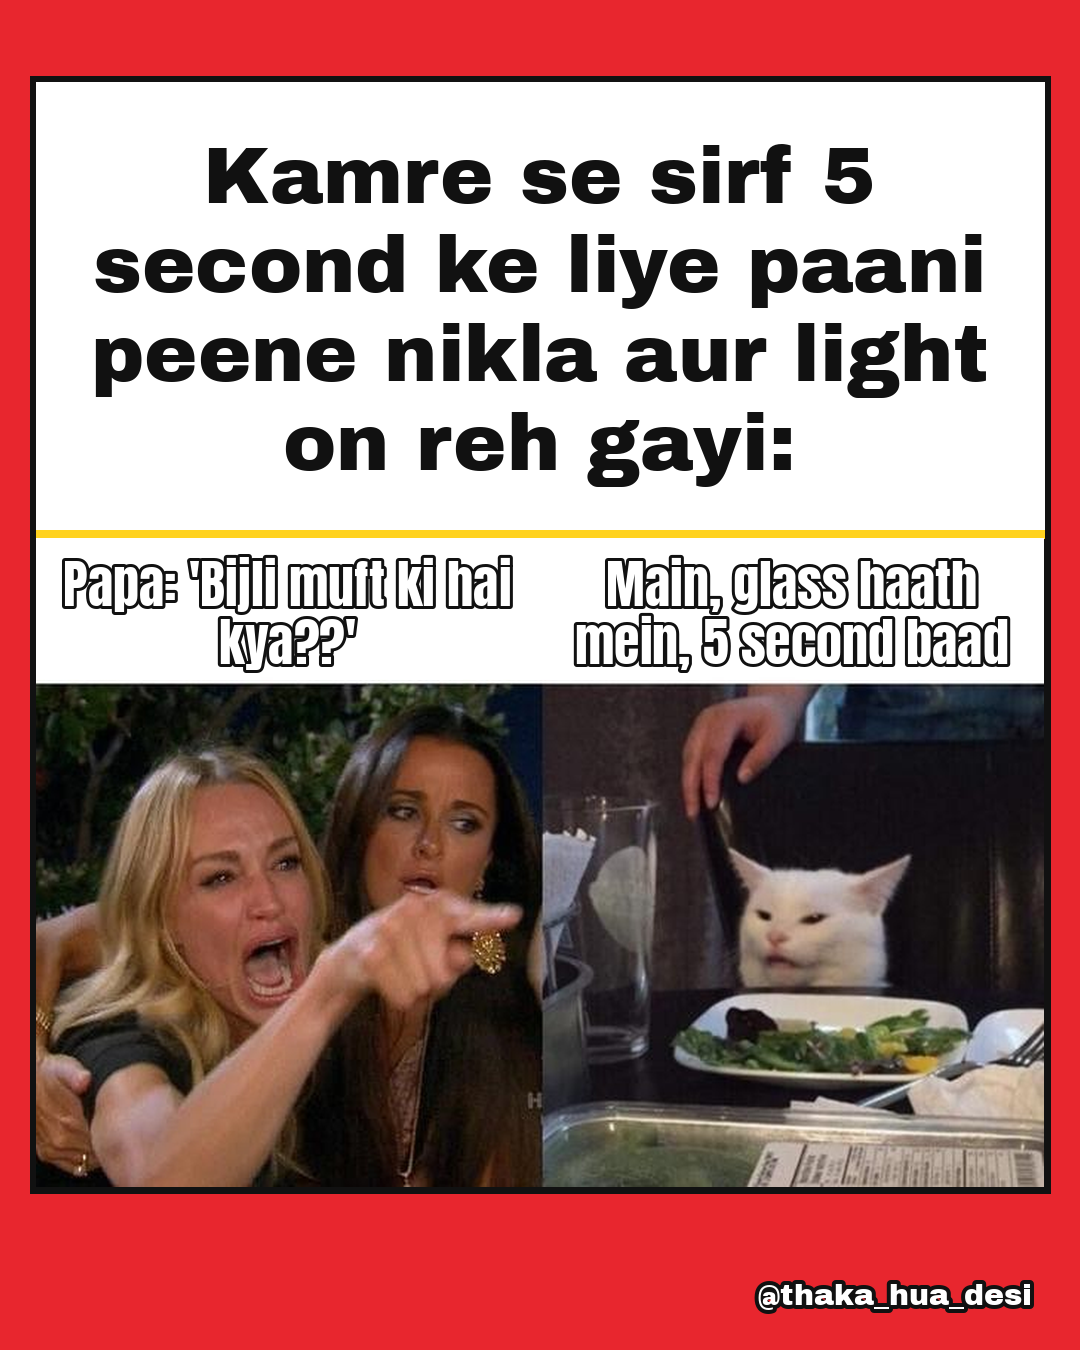 Kamre se sirf 5
second ke liye paani
peene nikla aur light
on reh gayi:
Papa: 'Bijli muft ki hai
kya??'
Main, glass haath
mein, 5 second baad
H
@thaka_hua_desi